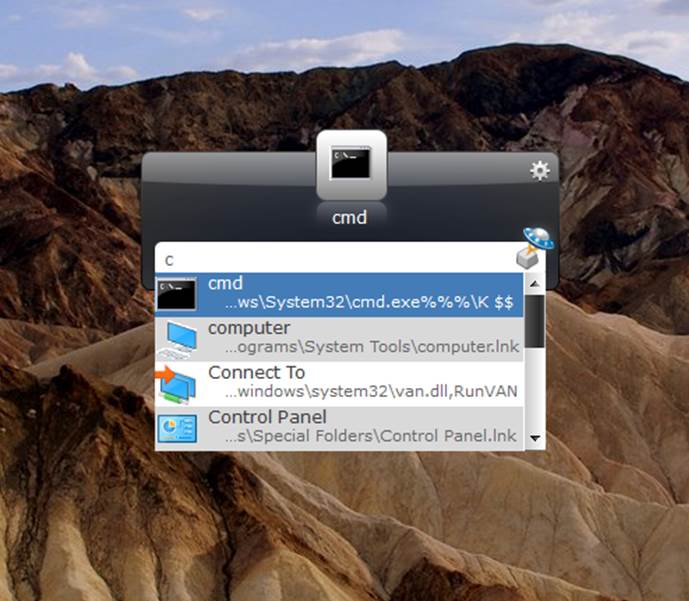 cmd
c
cmd
...ws\System32\cmd.exe%%%\K $$
computer
...ograms\System Tools\computer.lnk
Connect To
...windows\system32\van.dll,RunVAN
Control Panel
...s\Special Folders\Control Panel.lnk